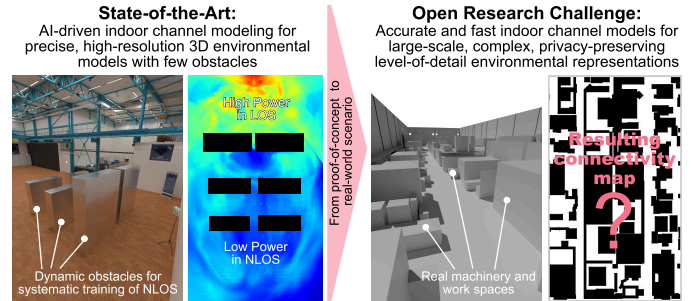 State-of-the-Art:
AI-driven indoor channel modeling for
precise, high-resolution 3D environmental
models with few obstacles
High Power
in LOS
Low Power
in NLOS
Dynamic obstacles for
systematic training of NLOS
From proof-of-concept to
real-world scenario
Open Research Challenge:
Accurate and fast indoor channel models for
large-scale, complex, privacy-preserving
level-of-detail environmental representations
Real machinery and
work spaces
Resulting
connectivity
map
?